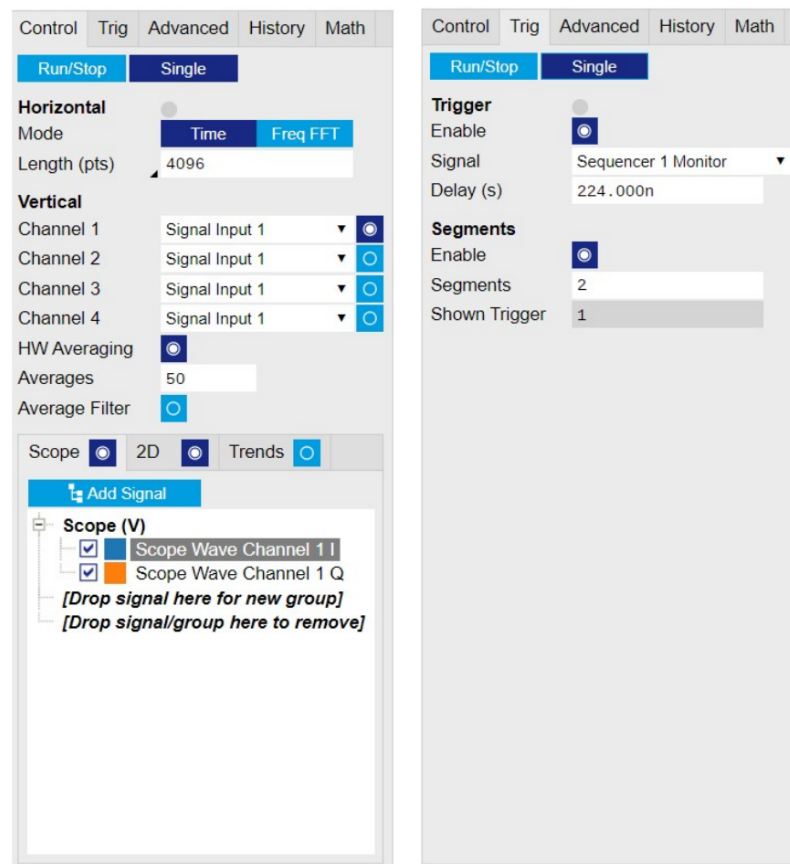 Control Trig Advanced History Math
Run/Stop Single
Horizontal
Mode Time Freq FFT
Length (pts) 4096
Vertical
Channel 1 Signal Input 1
Channel 2 Signal Input 1
Channel 3 Signal Input 1
Channel 4 Signal Input 1
HW Averaging
Averages 50
Average Filter
Scope 2D Trends
Add Signal
Scope (V)
Scope Wave Channel 1 I
Scope Wave Channel 1 Q
[Drop signal here for new group]
[Drop signal/group here to remove]
Control Trig Advanced History Math
Run/Stop Single
Trigger
Enable
Signal Sequencer 1 Monitor
Delay (s) 224.000n
Segments
Enable
Segments 2
Shown Trigger 1